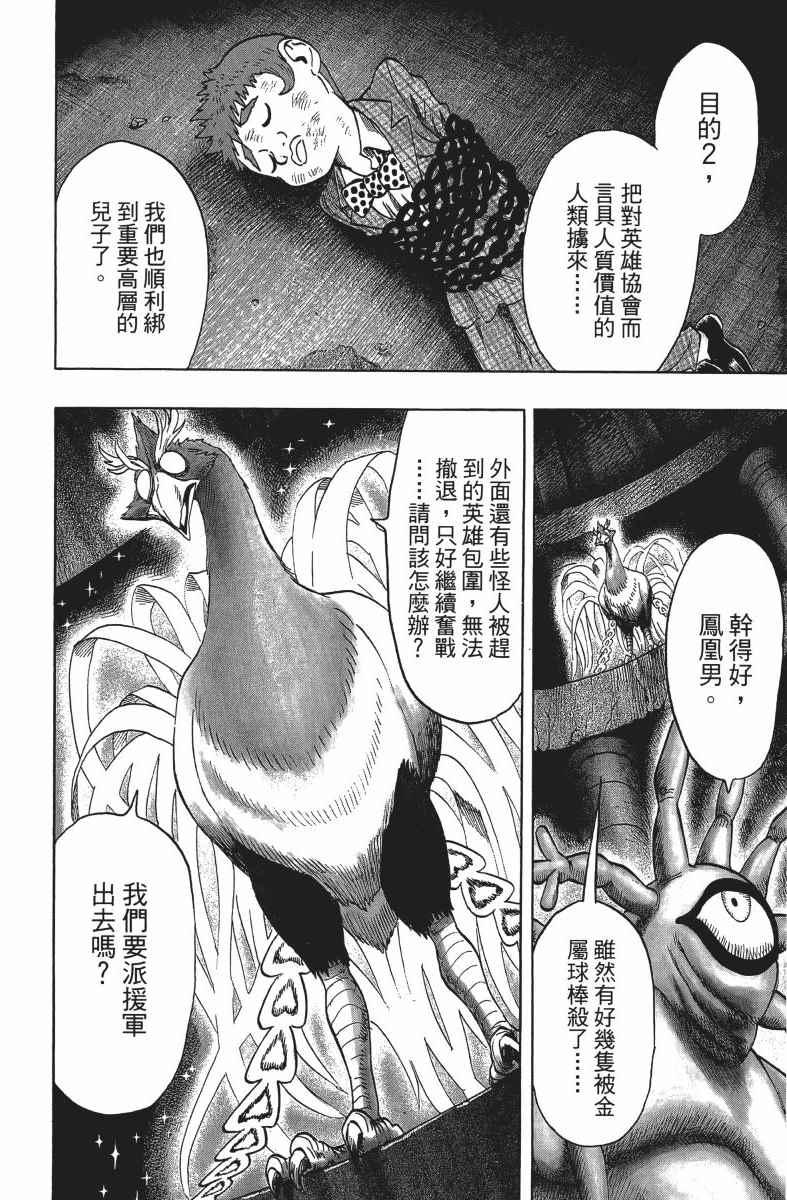 目的2，
把對英雄協會而
言具人質價值的
人類擄來……
我們也順利綁
到重要高層的
兒子了。
幹得好，
鳳凰男。
雖然有好幾隻被金
屬球棒殺了……
外面還有些怪人被趕
到的英雄包圍，無法
撤退，只好繼續奮戰
……請問該怎麼辦？
我們要派援軍
出去嗎？